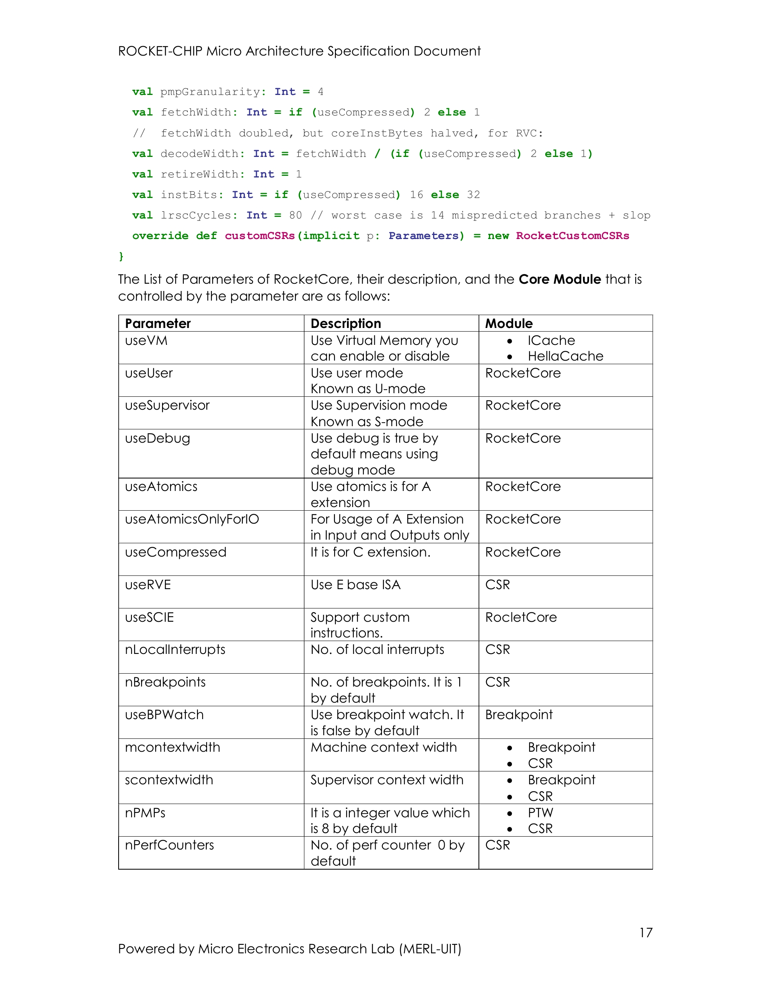 ROCKET-CHIP Micro Architecture Specification Document
val pmpGranularity: Int = 4
val fetchWidth: Int = if (useCompressed) 2 else 1
//  fetchWidth doubled, but coreInstBytes halved, for RVC:
val decodeWidth: Int = fetchWidth / (if (useCompressed) 2 else 1)
val retireWidth: Int = 1
val instBits: Int = if (useCompressed) 16 else 32
val lrscCycles: Int = 80 // worst case is 14 mispredicted branches + slop
override def customCSRs(implicit p: Parameters) = new RocketCustomCSRs
}
The List of Parameters of RocketCore, their description, and the Core Module that is
controlled by the parameter are as follows:
Parameter Description Module
useVM Use Virtual Memory you • ICache
can enable or disable • HellaCache
useUser Use user mode RocketCore
Known as U-mode
useSupervisor Use Supervision mode RocketCore
Known as S-mode
useDebug Use debug is true by RocketCore
default means using
debug mode
useAtomics Use atomics is for A RocketCore
extension
useAtomicsOnlyForIO For Usage of A Extension RocketCore
in Input and Outputs only
useCompressed It is for C extension. RocketCore
useRVE Use E base ISA CSR
useSCIE Support custom RocletCore
instructions.
nLocalInterrupts No. of local interrupts CSR
nBreakpoints No. of breakpoints. It is 1 CSR
by default
useBPWatch Use breakpoint watch. It Breakpoint
is false by default
mcontextwidth Machine context width • Breakpoint
• CSR
scontextwidth Supervisor context width • Breakpoint
• CSR
nPMPs It is a integer value which • PTW
is 8 by default • CSR
nPerfCounters No. of perf counter  0 by CSR
default
17
Powered by Micro Electronics Research Lab (MERL-UIT)